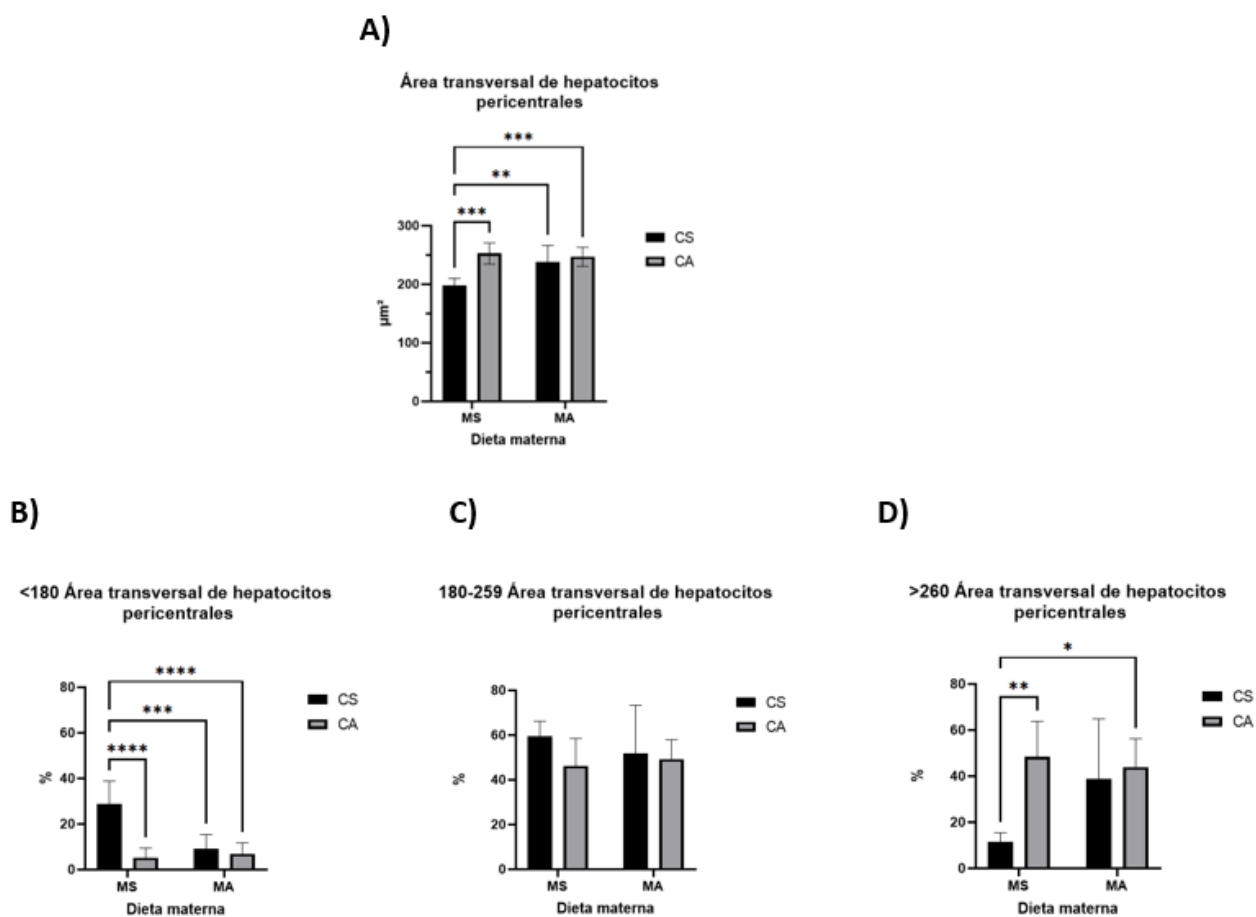 A)
Área transversal de hepatocitos
pericentrales
***
**
***
300
200
100
0
µm²
CS
CA
MS
MA
Dieta materna
B)
<180 Área transversal de hepatocitos
pericentrales
****
***
****
80
60
40
20
0
%
CS
CA
MS
MA
Dieta materna
C)
180-259 Área transversal de hepatocitos
pericentrales
80
60
40
20
0
%
CS
CA
MS
MA
Dieta materna
D)
>260 Área transversal de hepatocitos
pericentrales
*
**
80
60
40
20
0
%
CS
CA
MS
MA
Dieta materna